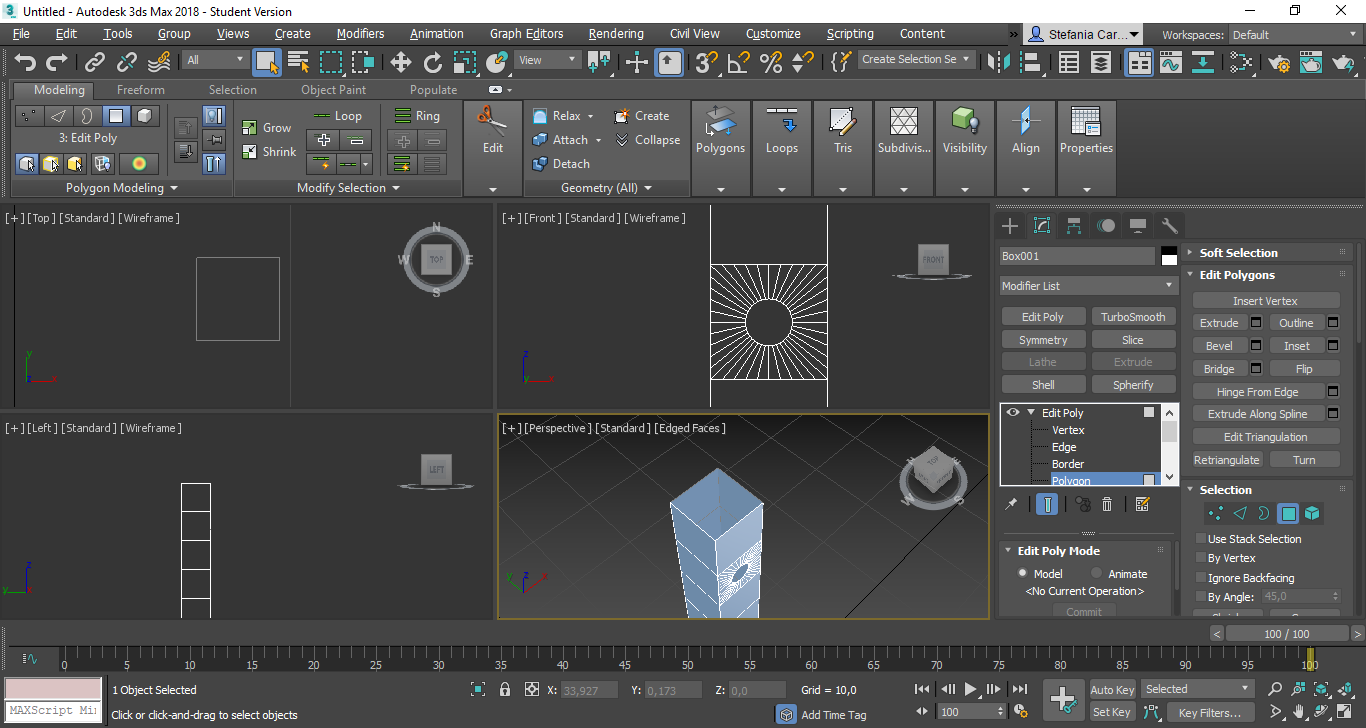 Untitled - Autodesk 3ds Max 2018 - Student Version
File Edit Tools Group Views Create Modifiers Animation Graph Editors Rendering Civil View Customize Scripting Content » Stefania Car... Workspaces: Default
All View Create Selection Se
Modeling Freeform Selection Object Paint Populate
3: Edit Poly
Polygon Modeling
Grow
Shrink
Loop
Ring
Modify Selection
Edit
Relax
Create
Attach
Collapse
Detach
Geometry (All)
Polygons
Loops
Tris
Subdivis...
Visibility
Align
Properties
[+] [Top] [Standard] [Wireframe]
N
W TOP E
S
y
z x
[+] [Front] [Standard] [Wireframe]
FRONT
z
y x
[+] [Left] [Standard] [Wireframe]
LEFT
z
y
[+] [Perspective] [Standard] [Edged Faces]
TOP
W S
z
y x
Box001
Modifier List
Edit Poly TurboSmooth
Symmetry Slice
Lathe Extrude
Shell Spherify
Edit Poly
Vertex
Edge
Border
Polygon
Edit Poly Mode
Model Animate
<No Current Operation>
Commit
Soft Selection
Edit Polygons
Insert Vertex
Extrude Outline
Bevel Inset
Bridge Flip
Hinge From Edge
Extrude Along Spline
Edit Triangulation
Retriangulate Turn
Selection
Use Stack Selection
By Vertex
Ignore Backfacing
By Angle: 45,0
< 100 / 100 >
0 5 10 15 20 25 30 35 40 45 50 55 60 65 70 75 80 85 90 95 100
1 Object Selected
X: 33,927 Y: 0,173 Z: 0,0 Grid = 10,0
Auto Key Selected
MAXScript Mi
Click or click-and-drag to select objects
Add Time Tag
100
Set Key Key Filters...